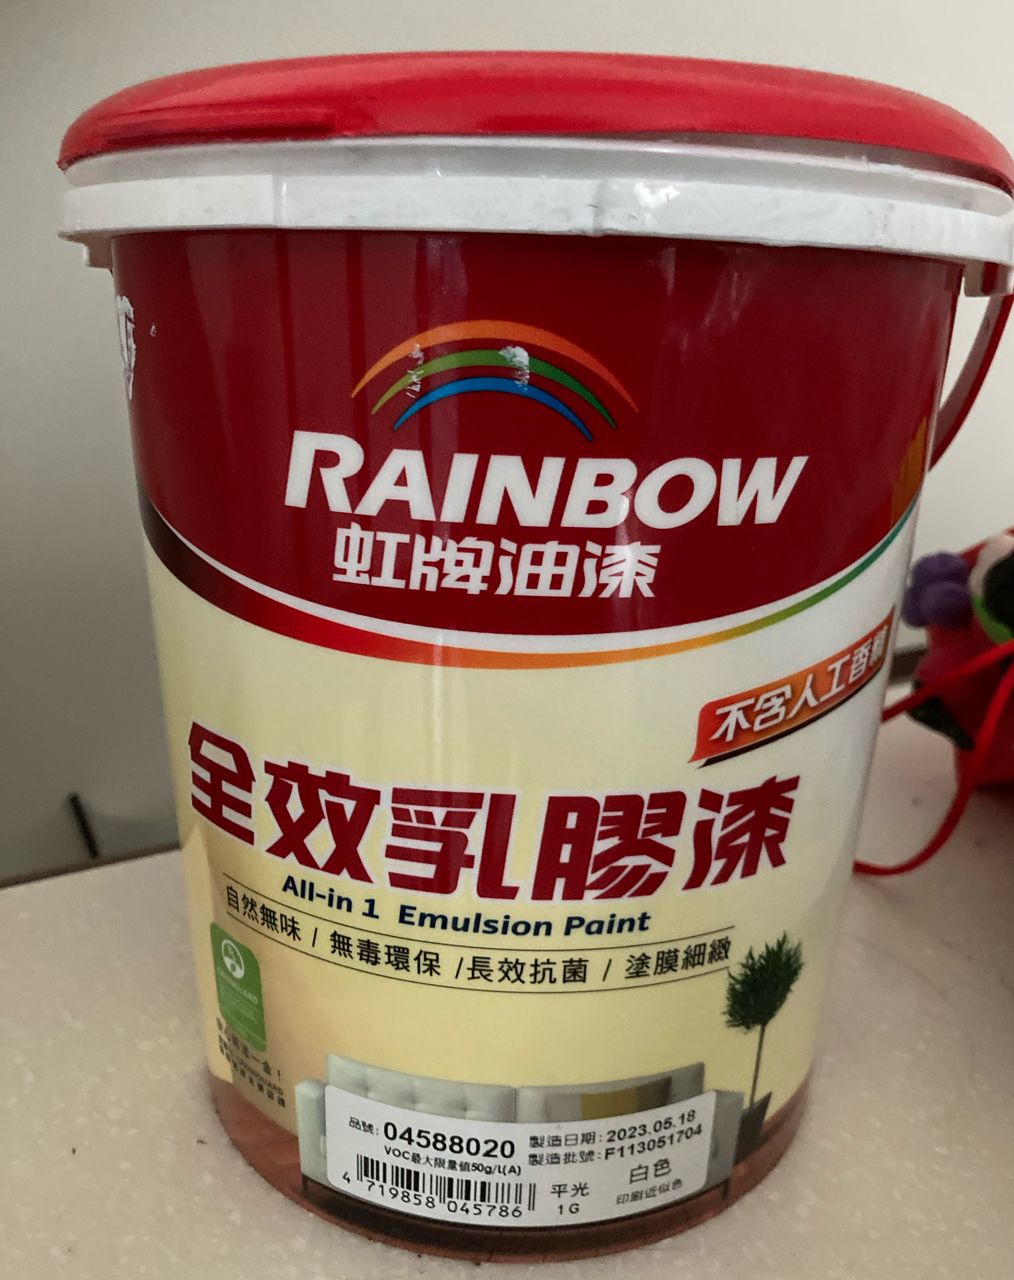 RAINBOW
虹牌油漆
不含人工香精
全效乳膠漆
All-in 1 Emulsion Paint
自然無味 / 無毒環保 / 長效抗菌 / 塗膜細緻
品號: 04588020
VOC最大限量值50g/L(A)
4 719858 045786
製造日期: 2023.05.18
製造批號: F113051704
平光 白色
1G 印刷近似色